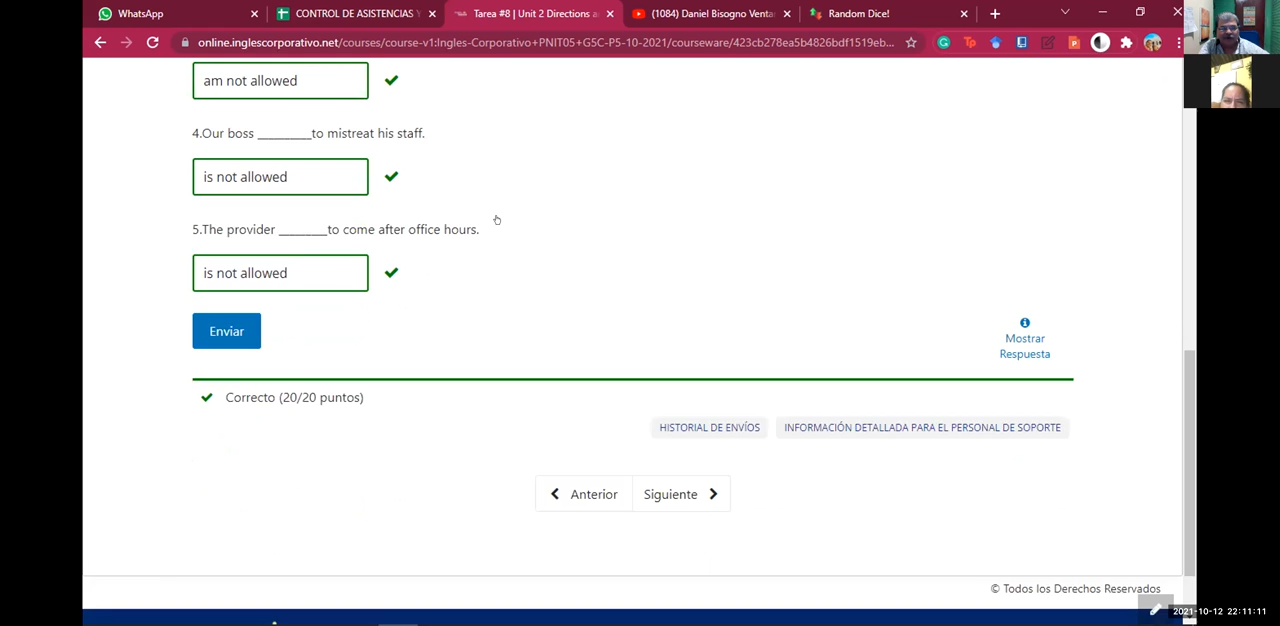 WhatsApp
CONTROL DE ASISTENCIAS Y
Tarea #8 | Unit 2 Directions a
(1084) Daniel Bisogno Venta
Random Dice!
online.inglescorporativo.net/courses/course-v1:Ingles-Corporativo+PNIT05+G5C-P5-10-2021/courseware/423cb278ea5b4826bdf1519eb...
am not allowed
4.Our boss __________to mistreat his staff.
is not allowed
5.The provider _________to come after office hours.
is not allowed
Enviar
Mostrar
Respuesta
Correcto (20/20 puntos)
HISTORIAL DE ENVÍOS
INFORMACIÓN DETALLADA PARA EL PERSONAL DE SOPORTE
Anterior
Siguiente
© Todos los Derechos Reservados
2021-10-12 22:11:11